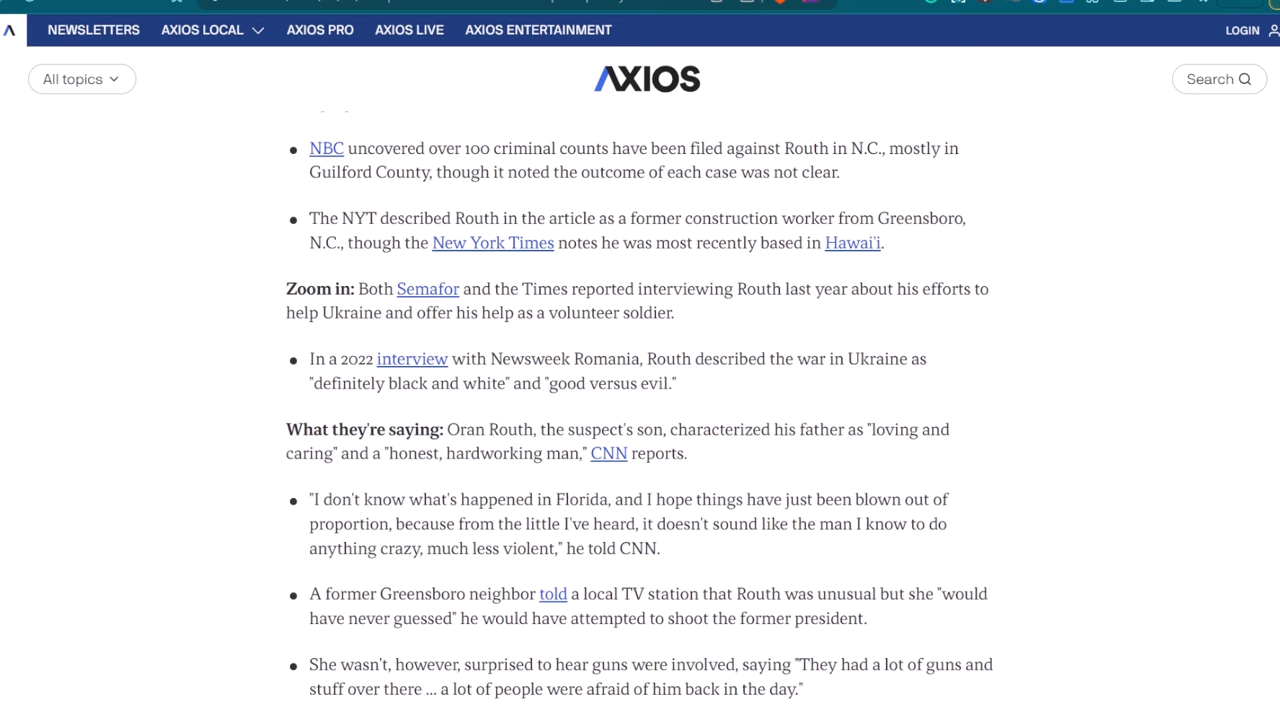 NEWSLETTERS AXIOS LOCAL AXIOS PRO AXIOS LIVE AXIOS ENTERTAINMENT LOGIN
All topics AXIOS Search
• NBC uncovered over 100 criminal counts have been filed against Routh in N.C., mostly in
Guilford County, though it noted the outcome of each case was not clear.
• The NYT described Routh in the article as a former construction worker from Greensboro,
N.C., though the New York Times notes he was most recently based in Hawai'i.
Zoom in: Both Semafor and the Times reported interviewing Routh last year about his efforts to
help Ukraine and offer his help as a volunteer soldier.
• In a 2022 interview with Newsweek Romania, Routh described the war in Ukraine as
"definitely black and white" and "good versus evil."
What they're saying: Oran Routh, the suspect's son, characterized his father as "loving and
caring" and a "honest, hardworking man," CNN reports.
• "I don't know what's happened in Florida, and I hope things have just been blown out of
proportion, because from the little I've heard, it doesn't sound like the man I know to do
anything crazy, much less violent," he told CNN.
• A former Greensboro neighbor told a local TV station that Routh was unusual but she "would
have never guessed" he would have attempted to shoot the former president.
• She wasn't, however, surprised to hear guns were involved, saying "They had a lot of guns and
stuff over there ... a lot of people were afraid of him back in the day."